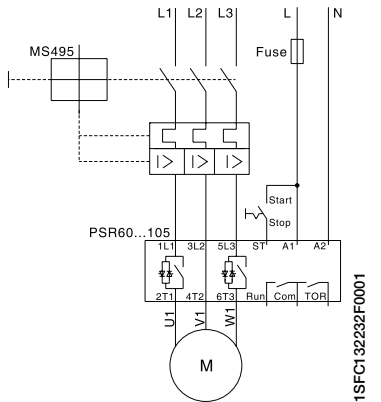 L1 L2 L3 L N
MS495
Fuse
I> I> I>
Start
Stop
PSR60...105
1L1 3L2 5L3 ST A1 A2
2T1 4T2 6T3 Run Com TOR
U1 V1 W1
M
1SFC132232F0001